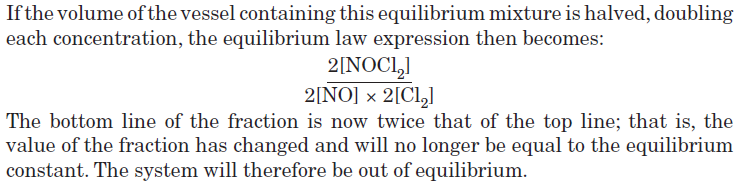 If the volume of the vessel containing this equilibrium mixture is halved, doubling
each concentration, the equilibrium law expression then becomes:
2[NOCl₂]
2[NO] × 2[Cl₂]
The bottom line of the fraction is now twice that of the top line; that is, the
value of the fraction has changed and will no longer be equal to the equilibrium
constant. The system will therefore be out of equilibrium.